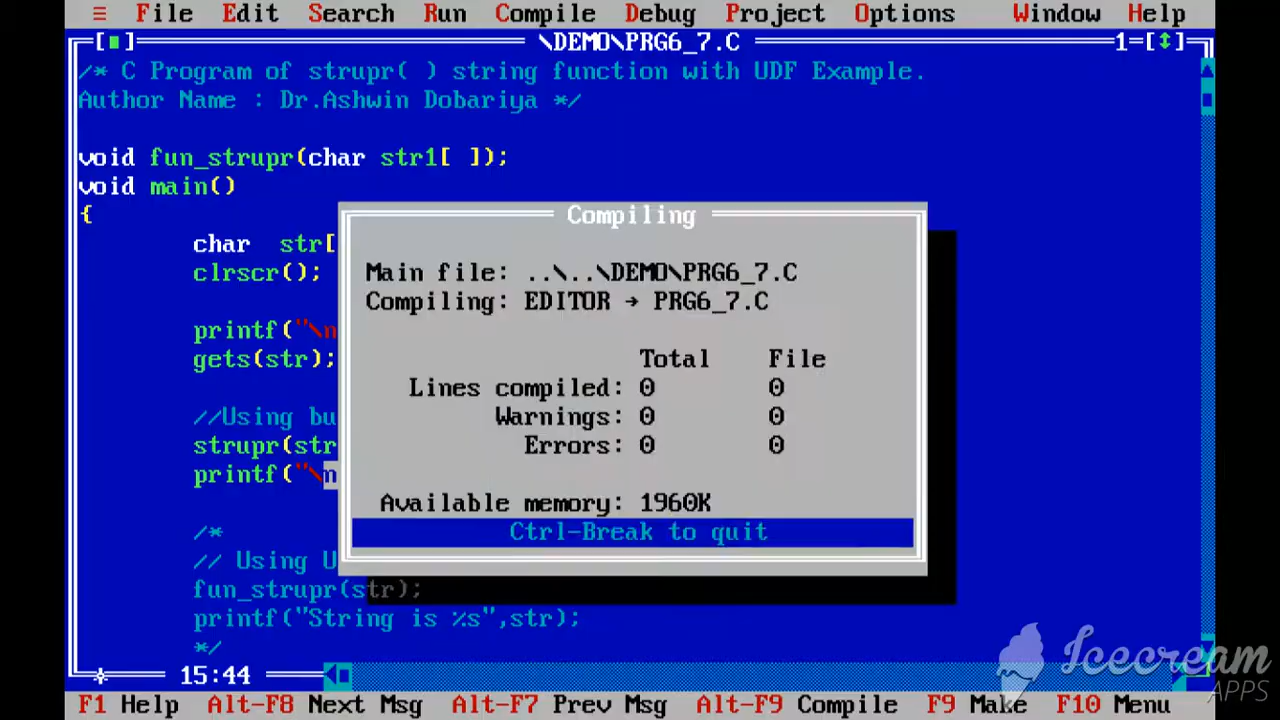 ≡ File Edit Search Run Compile Debug Project Options Window Help
[■] \DEMO\PRG6_7.C 1=[↕]
/* C Program of strupr( ) string function with UDF Example.
Author Name : Dr.Ashwin Dobariya */
void fun_strupr(char str1[ ]);
void main()
{
char str[
clrscr();
printf("\n
gets(str);
//Using bu
strupr(str
printf("\n
/*
// Using U
fun_strupr(str);
printf("String is %s",str);
*/
Compiling
Main file: ..\..\DEMO\PRG6_7.C
Compiling: EDITOR → PRG6_7.C
Total File
Lines compiled: 0 0
Warnings: 0 0
Errors: 0 0
Available memory: 1960K
Ctrl-Break to quit
15:44
F1 Help Alt-F8 Next Msg Alt-F7 Prev Msg Alt-F9 Compile F9 Make F10 Menu
Icecream
APPS